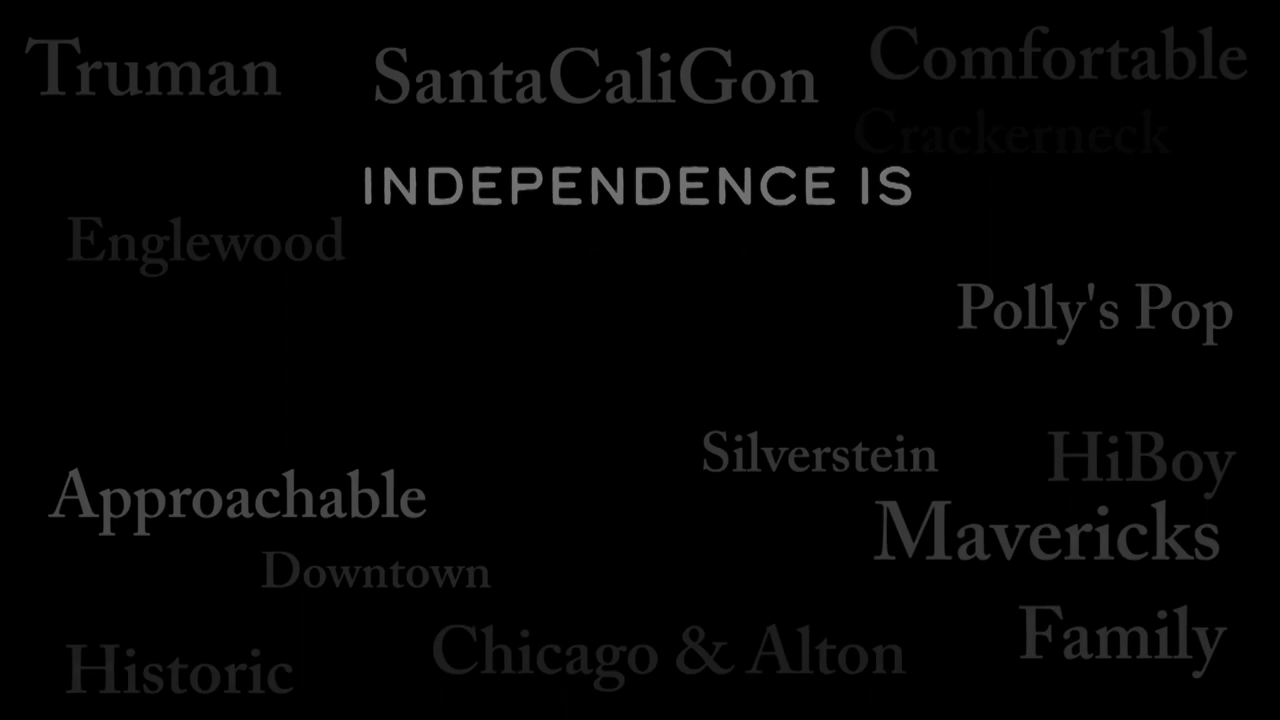 Truman
SantaCaliGon
Comfortable
Crackerneck
INDEPENDENCE IS
Englewood
Polly's Pop
Silverstein
HiBoy
Approachable
Mavericks
Downtown
Family
Chicago & Alton
Historic